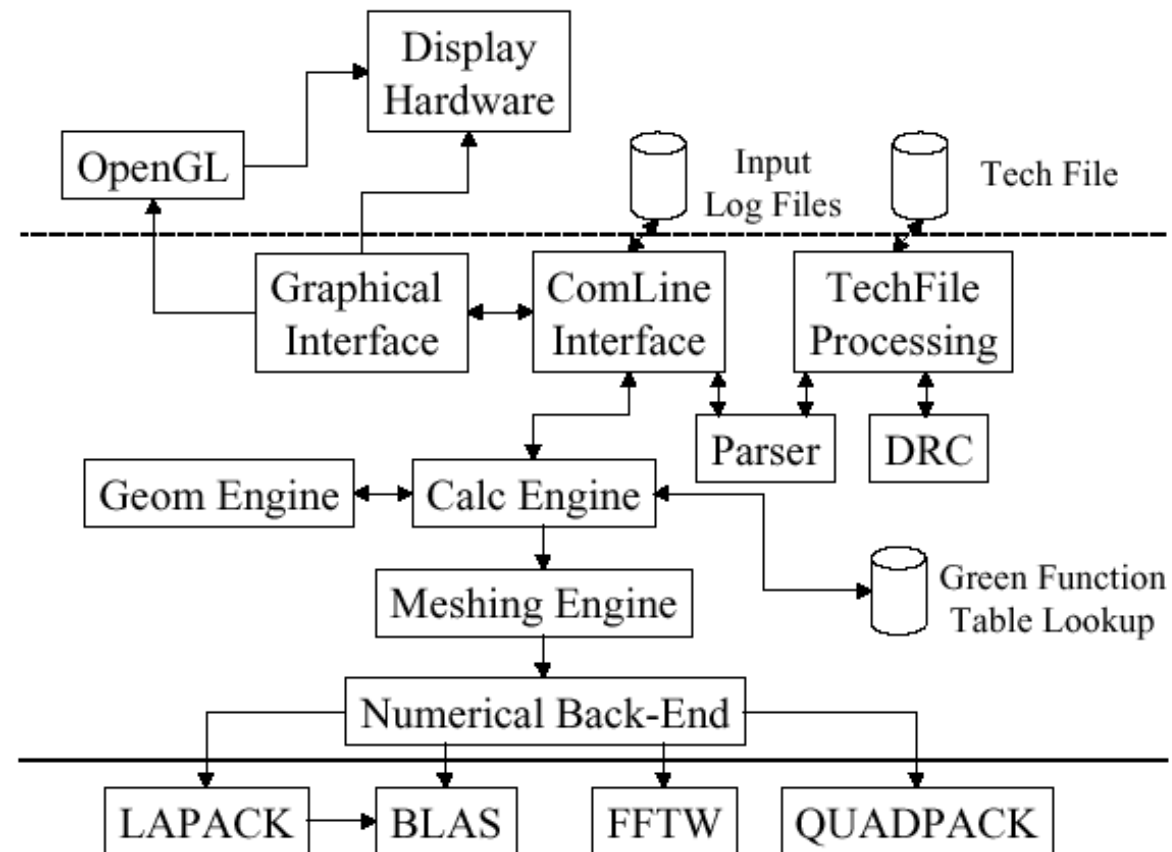 Display
Hardware
OpenGL
Input
Log Files
Tech File
Graphical
Interface
ComLine
Interface
TechFile
Processing
Parser
DRC
Geom Engine
Calc Engine
Green Function
Table Lookup
Meshing Engine
Numerical Back-End
LAPACK
BLAS
FFTW
QUADPACK